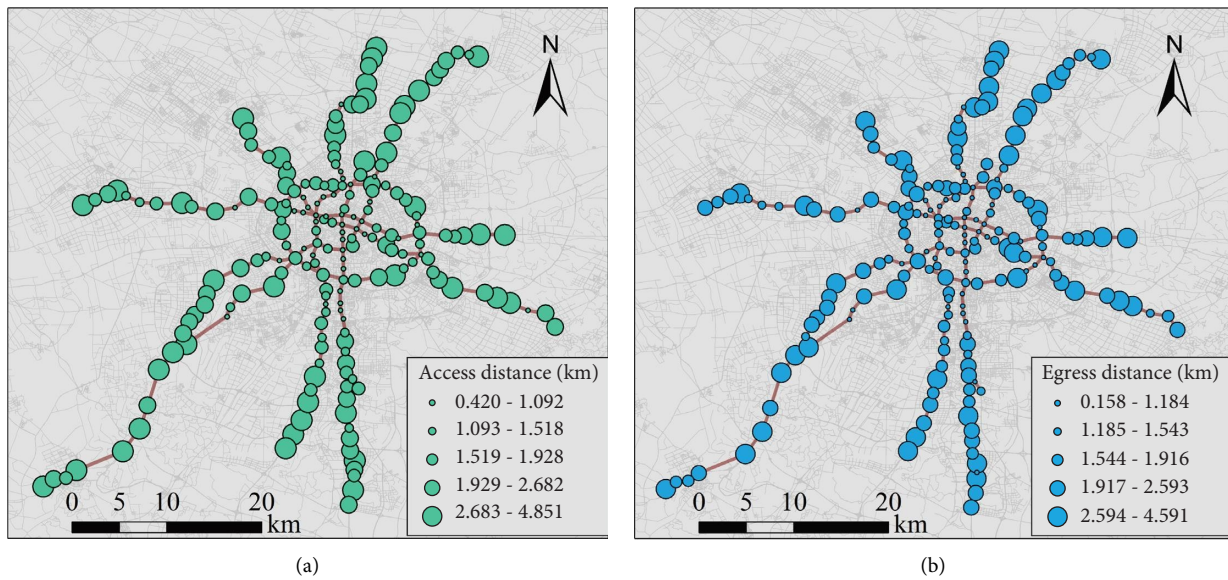 N
Access distance (km)
0.420 - 1.092
1.093 - 1.518
1.519 - 1.928
1.929 - 2.682
2.683 - 4.851
0 5 10 20
km
(a)
N
Egress distance (km)
0.158 - 1.184
1.185 - 1.543
1.544 - 1.916
1.917 - 2.593
2.594 - 4.591
0 5 10 20
km
(b)